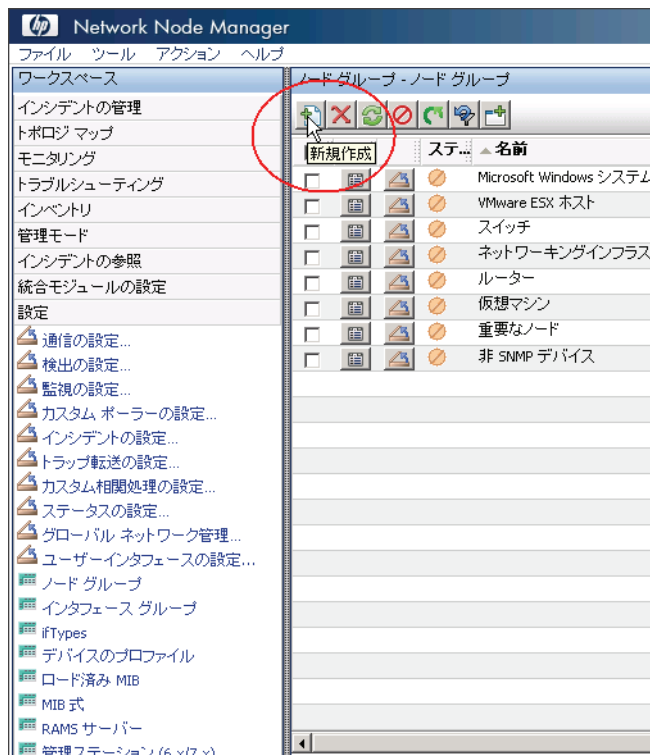 hp Network Node Manager
ファイル ツール アクション ヘルプ
ワークスペース
インシデントの管理
トポロジ マップ
モニタリング
トラブルシューティング
インベントリ
管理モード
インシデントの参照
統合モジュールの設定
設定
通信の設定...
検出の設定...
監視の設定...
カスタム ポーラーの設定...
インシデントの設定...
トラップ転送の設定...
カスタム相関処理の設定...
ステータスの設定...
グローバル ネットワーク管理...
ユーザーインタフェースの設定...
ノード グループ
インタフェース グループ
ifTypes
デバイスのプロファイル
ロード済み MIB
MIB 式
RAMS サーバー
管理ステーション (6.x/7.x)
ノード グループ - ノード グループ
新規作成
ステ... 名前
Microsoft Windows システム
VMware ESX ホスト
スイッチ
ネットワーキングインフラス
ルーター
仮想マシン
重要なノード
非 SNMP デバイス